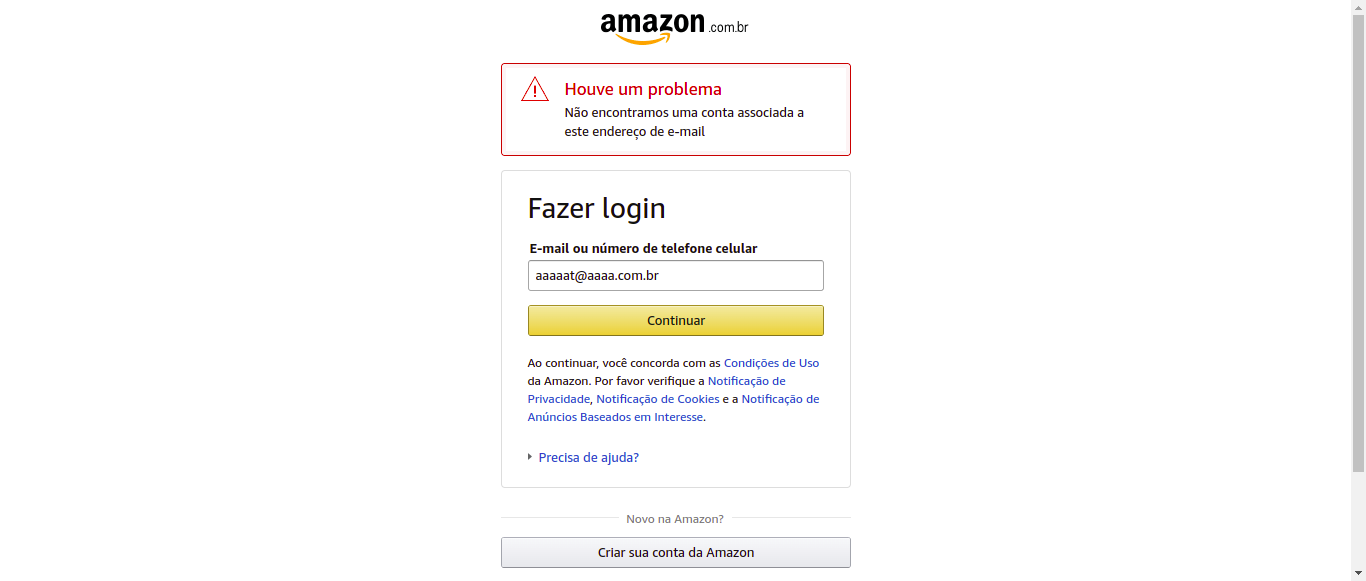 amazon.com.br
Houve um problema
Não encontramos uma conta associada a
este endereço de e-mail
Fazer login
E-mail ou número de telefone celular
aaaaat@aaaa.com.br
Continuar
Ao continuar, você concorda com as Condições de Uso
da Amazon. Por favor verifique a Notificação de
Privacidade, Notificação de Cookies e a Notificação de
Anúncios Baseados em Interesse.
Precisa de ajuda?
Novo na Amazon?
Criar sua conta da Amazon